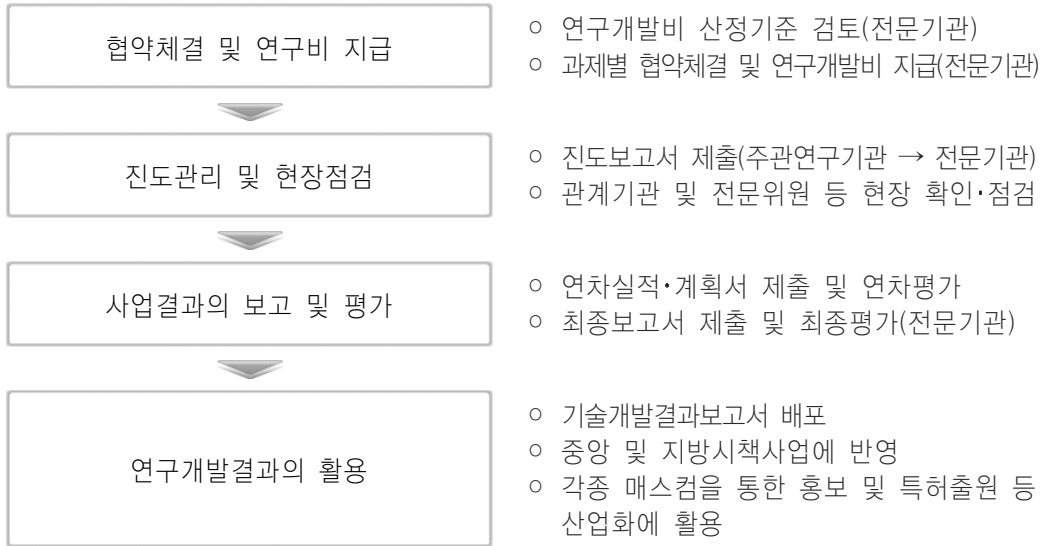 협약체결 및 연구비 지급
○ 연구개발비 산정기준 검토(전문기관)
○ 과제별 협약체결 및 연구개발비 지급(전문기관)
진도관리 및 현장점검
○ 진도보고서 제출(주관연구기관 → 전문기관)
○ 관계기관 및 전문위원 등 현장 확인·점검
사업결과의 보고 및 평가
○ 연차실적·계획서 제출 및 연차평가
○ 최종보고서 제출 및 최종평가(전문기관)
연구개발결과의 활용
○ 기술개발결과보고서 배포
○ 중앙 및 지방시책사업에 반영
○ 각종 매스컴을 통한 홍보 및 특허출원 등
산업화에 활용